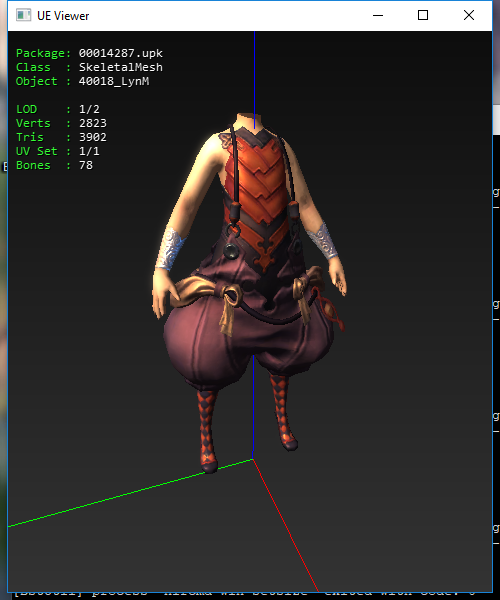 UE Viewer
Package: 00014287.upk
Class : SkeletalMesh
Object : 40018_LynM
LOD : 1/2
Verts : 2823
Tris : 3902
UV Set : 1/1
Bones : 78